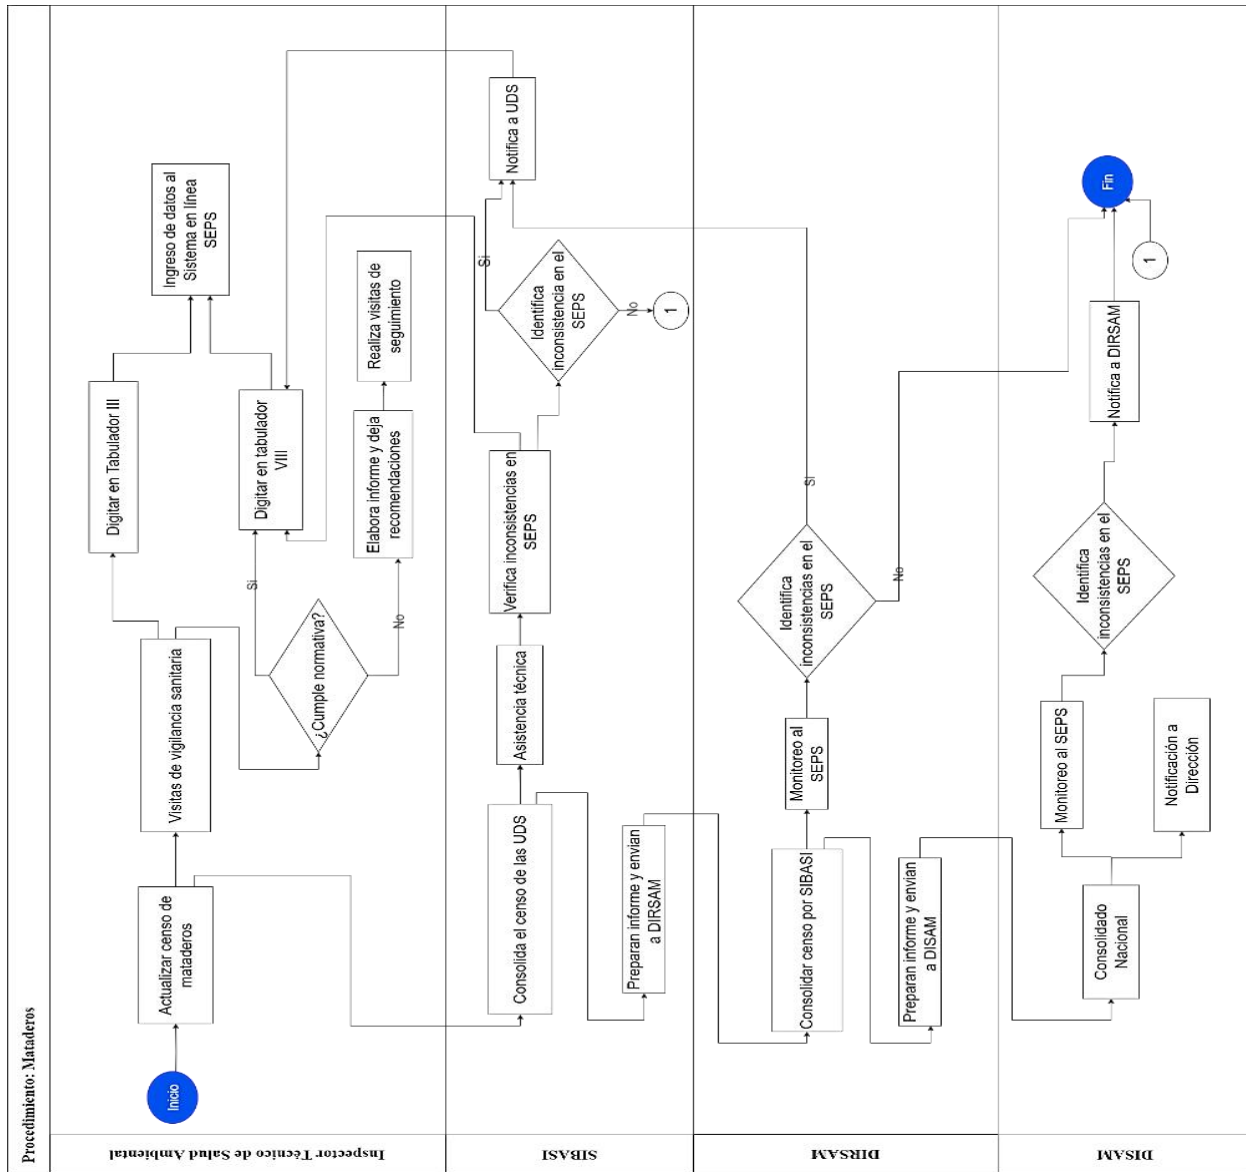 Procedimiento: Mataderos
Inspector Técnico de Salud Ambiental
Inicio
Actualizar censo de
mataderos
Visitas de vigilancia sanitaria
¿Cumple normativa?
Si
No
Digitar en Tabulador III
Digitar en tabulador
VIII
Elabora informe y deja
recomendaciones
Realiza visitas de
seguimiento
Ingreso de datos al
Sistema en línea
SEPS
SIBASI
Consolida el censo de las UDS
Preparan informe y envian
a DIRSAM
Asistencia técnica
Verifica inconsistencias en
SEPS
Identifica
inconsistencia en el
SEPS
Si
No
1
Notifica a UDS
DIRSAM
Consolidar censo por SIBASI
Preparan informe y envian
a DISAM
Monitoreo al
SEPS
Identifica
inconsistencias en el
SEPS
Si
No
DISAM
Consolidado
Nacional
Monitoreo al SEPS
Notificación a
Dirección
Identifica
inconsistencias en el
SEPS
Notifica a DIRSAM
1
Fin